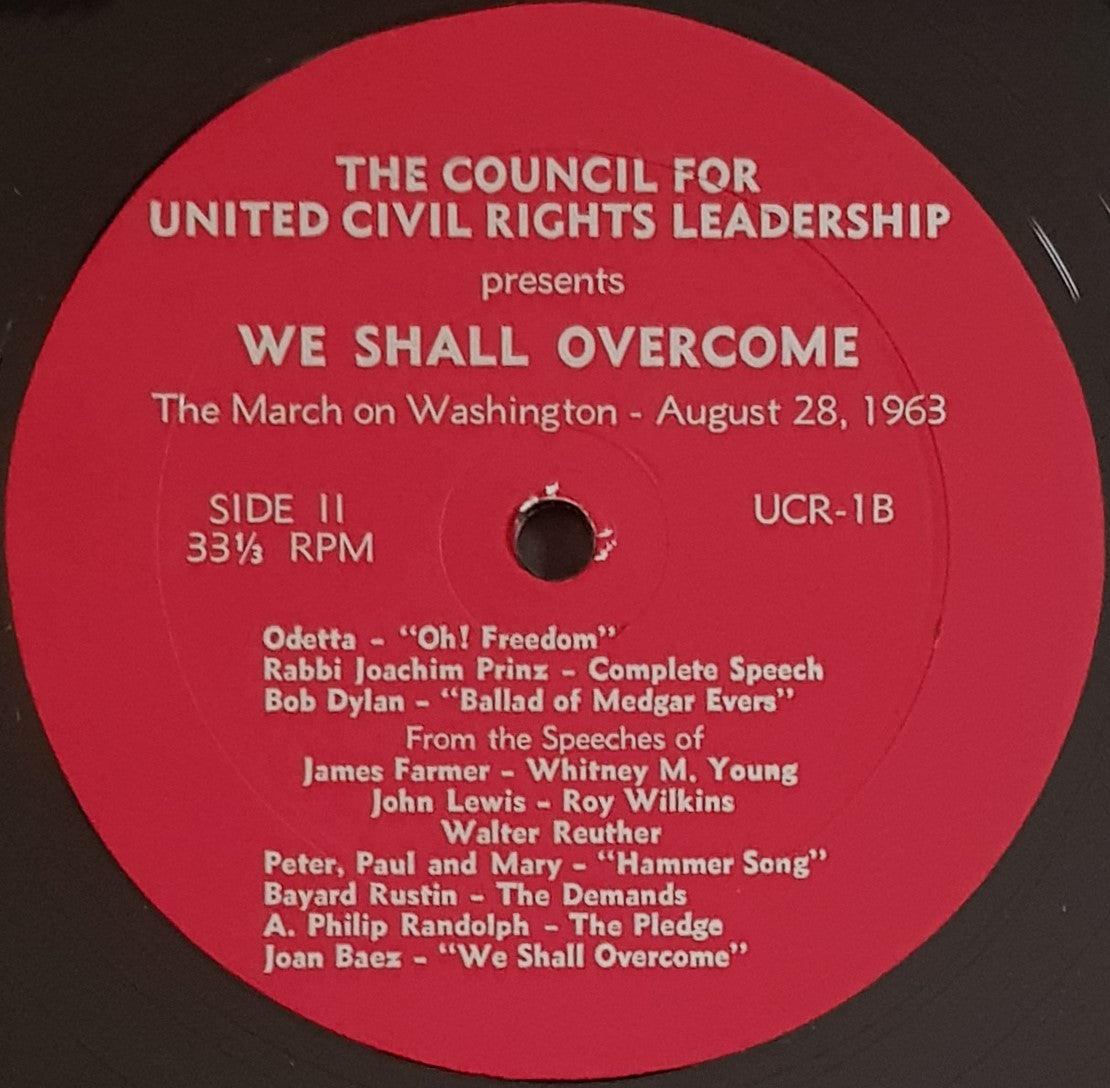 THE COUNCIL FOR
UNITED CIVIL RIGHTS LEADERSHIP
presents
WE SHALL OVERCOME
The March on Washington - August 28, 1963
SIDE II
UCR-1B
33⅓ RPM
Odetta - “Oh! Freedom”
Rabbi Joachim Prinz - Complete Speech
Bob Dylan - “Ballad of Medgar Evers”
From the Speeches of
James Farmer - Whitney M. Young
John Lewis - Roy Wilkins
Walter Reuther
Peter, Paul and Mary - “Hammer Song”
Bayard Rustin - The Demands
A. Philip Randolph - The Pledge
Joan Baez - “We Shall Overcome”